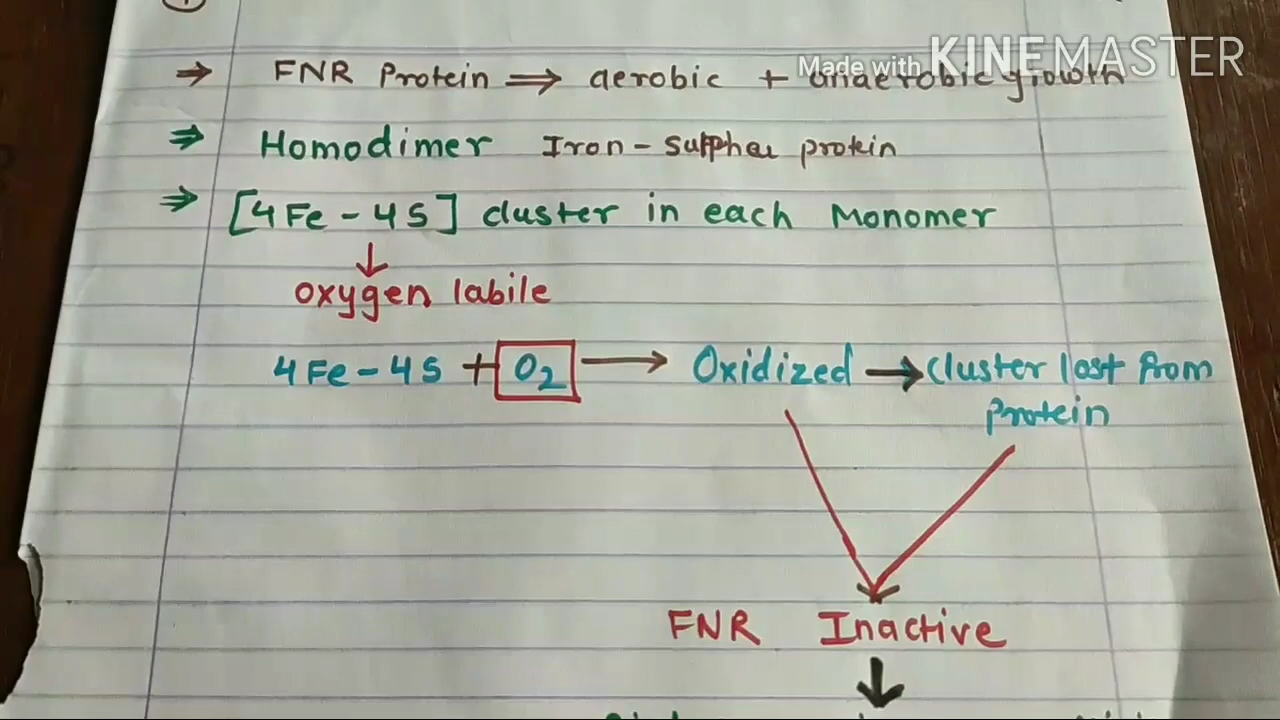 Made with KINEMASTER
→ FNR Protein ⇒ aerobic + anaerobic growth
⇒ Homodimer Iron - sulpher protein
⇒ [4Fe - 4S] cluster in each Monomer
↓
oxygen labile
4Fe - 4S + O2 → Oxidized → Cluster lost from
protein
FNR Inactive
↓